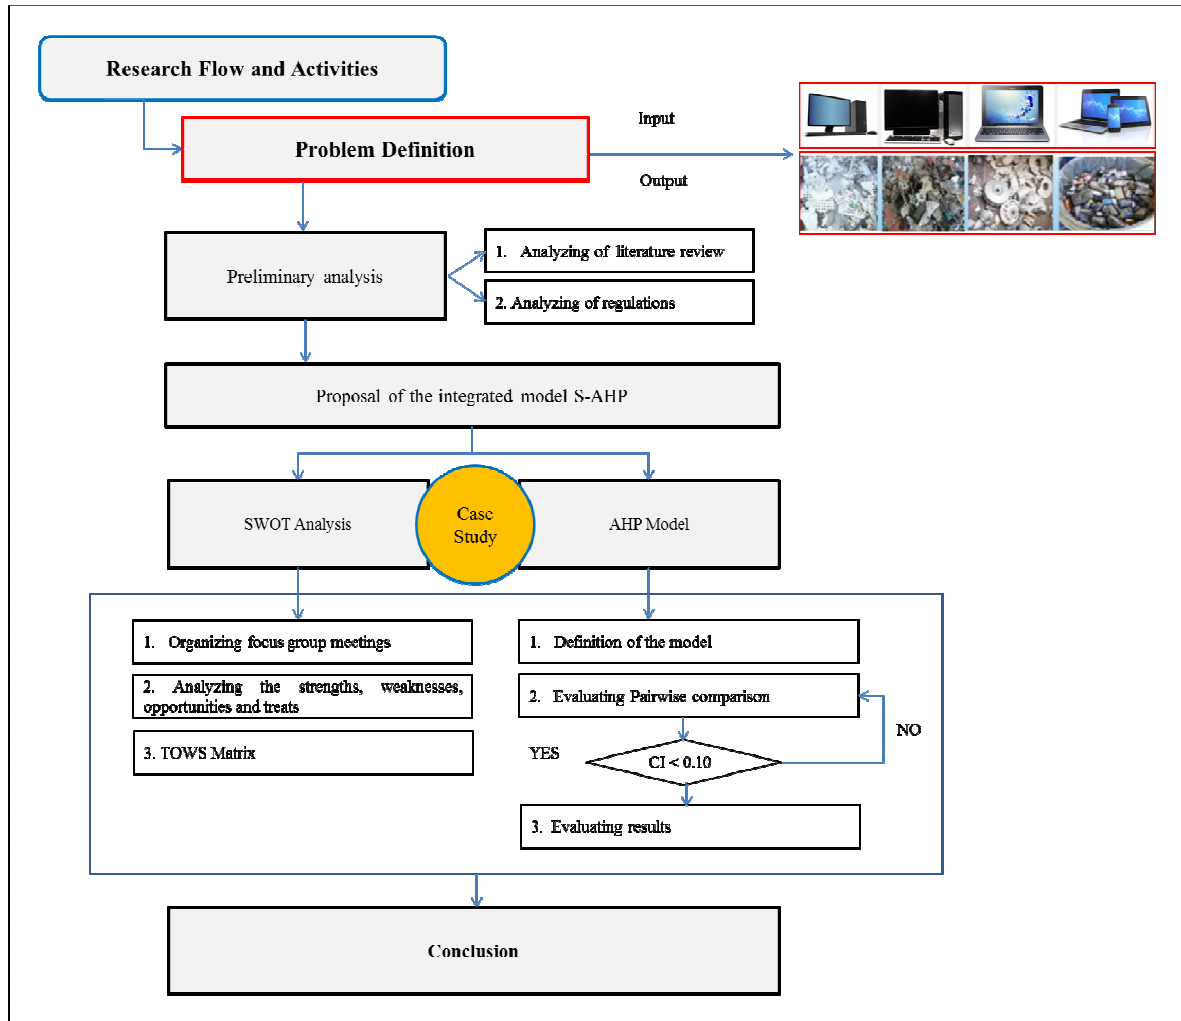 Research Flow and Activities
Problem Definition
Input
Output
Preliminary analysis
1. Analyzing of literature review
2. Analyzing of regulations
Proposal of the integrated model S-AHP
SWOT Analysis
Case
Study
AHP Model
1. Organizing focus group meetings
2. Analyzing the strengths, weaknesses,
opportunities and treats
3. TOWS Matrix
1. Definition of the model
2. Evaluating Pairwise comparison
YES
CI < 0.10
NO
3. Evaluating results
Conclusion